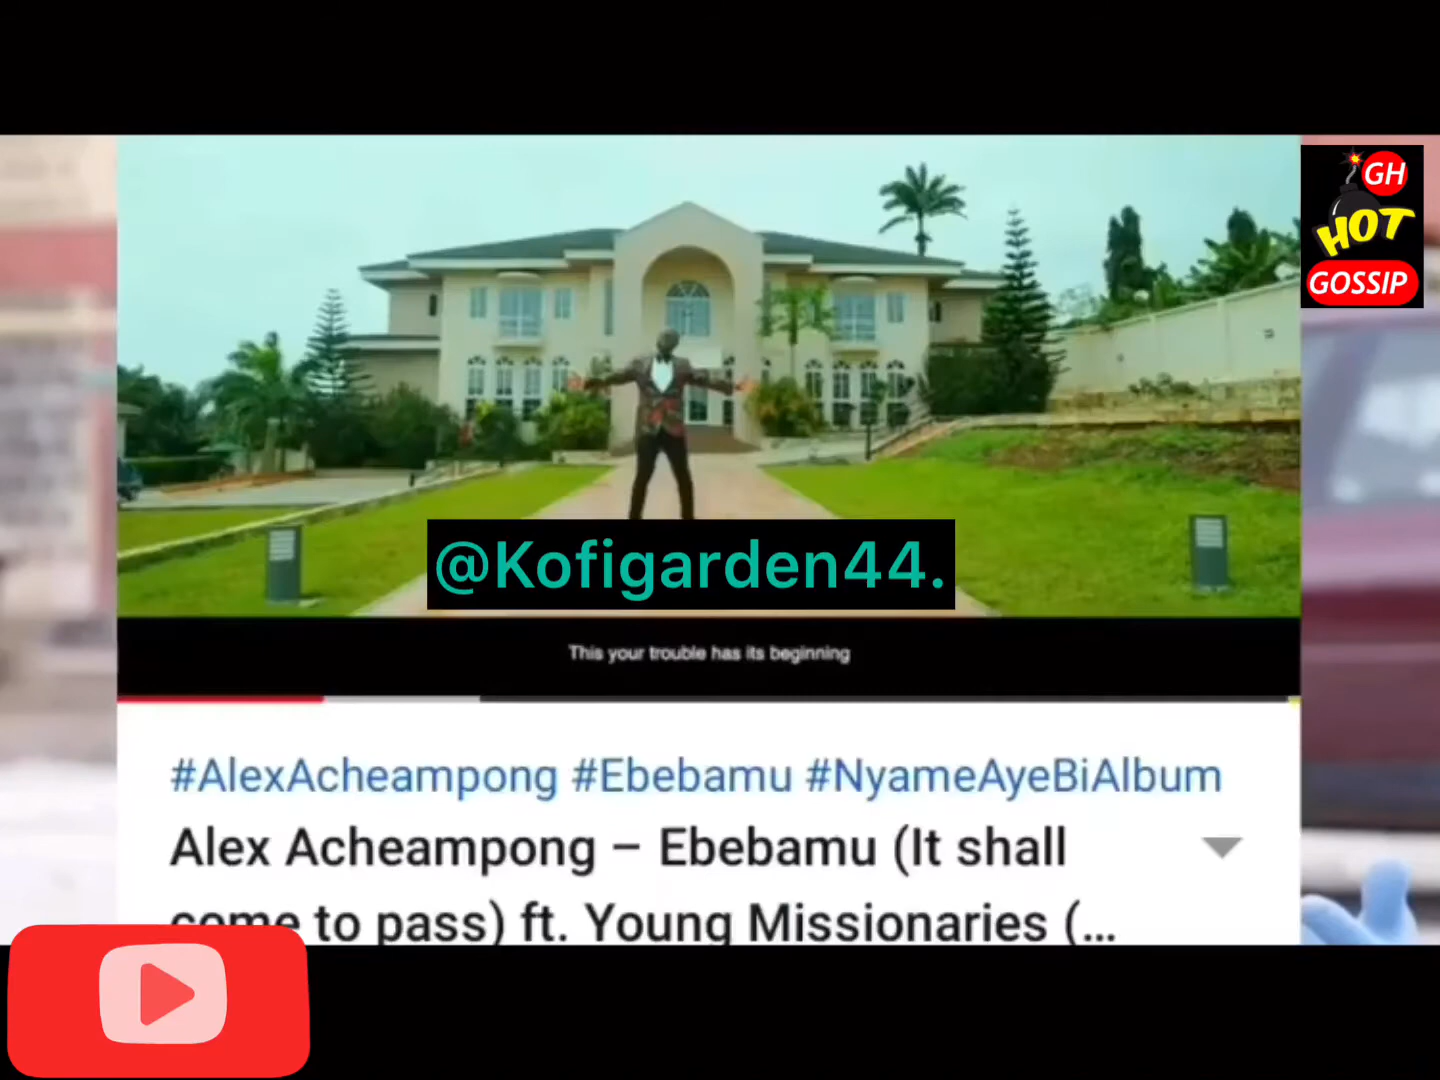 GH
HOT
GOSSIP
@Kofigarden44.
This your trouble has its beginning
#AlexAcheampong #Ebebamu #NyameAyeBiAlbum
Alex Acheampong – Ebebamu (It shall
come to pass) ft. Young Missionaries (...